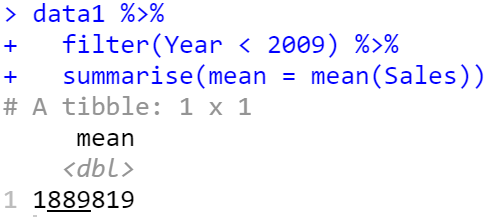 > data1 %>%
+   filter(Year < 2009) %>%
+   summarise(mean = mean(Sales))
# A tibble: 1 x 1
     mean
    <dbl>
1 1889819